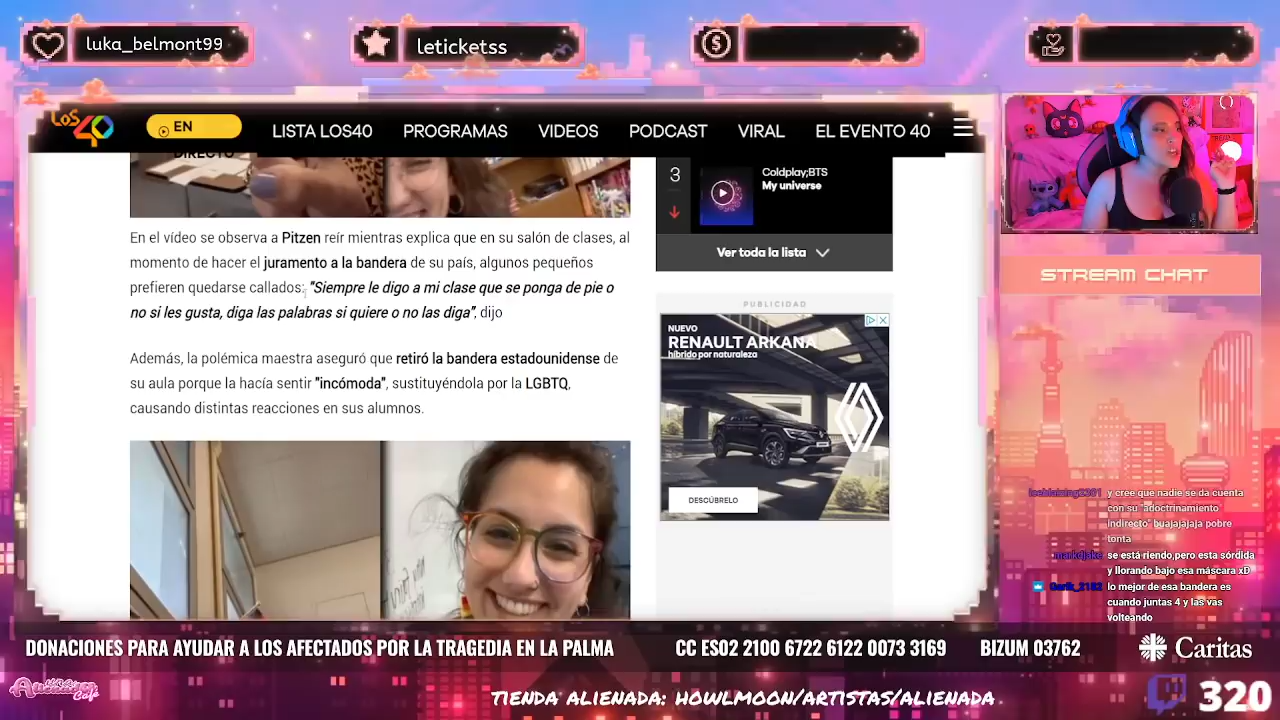 luka_belmont99
leticketss
LOS40
EN
DIRECTO
LISTA LOS40
PROGRAMAS
VIDEOS
PODCAST
VIRAL
EL EVENTO 40
En el vídeo se observa a Pitzen reír mientras explica que en su salón de clases, al
momento de hacer el juramento a la bandera de su país, algunos pequeños
prefieren quedarse callados: "Siempre le digo a mi clase que se ponga de pie o
no si les gusta, diga las palabras si quiere o no las diga", dijo
Además, la polémica maestra aseguró que retiró la bandera estadounidense de
su aula porque la hacía sentir "incómoda", sustituyéndola por la LGBTQ,
causando distintas reacciones en sus alumnos.
3
Coldplay;BTS
My universe
Ver toda la lista
PUBLICIDAD
NUEVO
RENAULT ARKANA
híbrido por naturaleza
DESCÚBRELO
STREAM CHAT
y cree que nadie se da cuenta
con su "adoctrinamiento
indirecto" buajajajaja pobre
tonta
markdjake se está riendo,pero esta sórdida
y llorando bajo esa máscara xD
lo mejor de esa bandera es
cuando juntas 4 y las vas
volteando
DONACIONES PARA AYUDAR A LOS AFECTADOS POR LA TRAGEDIA EN LA PALMA
CC ES02 2100 6722 6122 0073 3169
BIZUM 03762
Caritas
TIENDA ALIENADA: HOWLMOON/ARTISTAS/ALIENADA
320